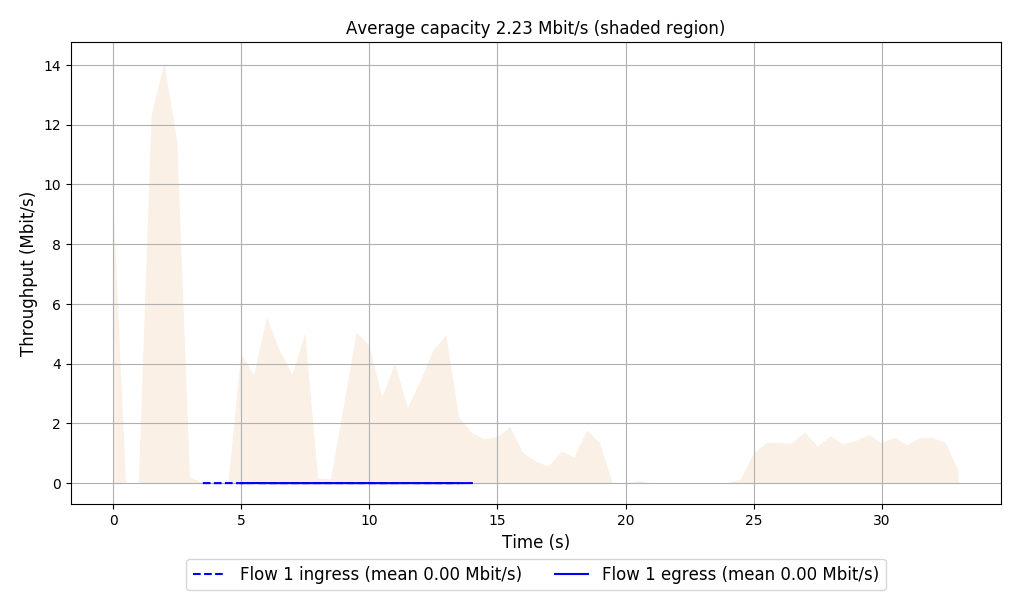 Average capacity 2.23 Mbit/s (shaded region)
Throughput (Mbit/s)
14
12
10
8
6
4
2
0
0 5 10 15 20 25 30
Time (s)
Flow 1 ingress (mean 0.00 Mbit/s) Flow 1 egress (mean 0.00 Mbit/s)